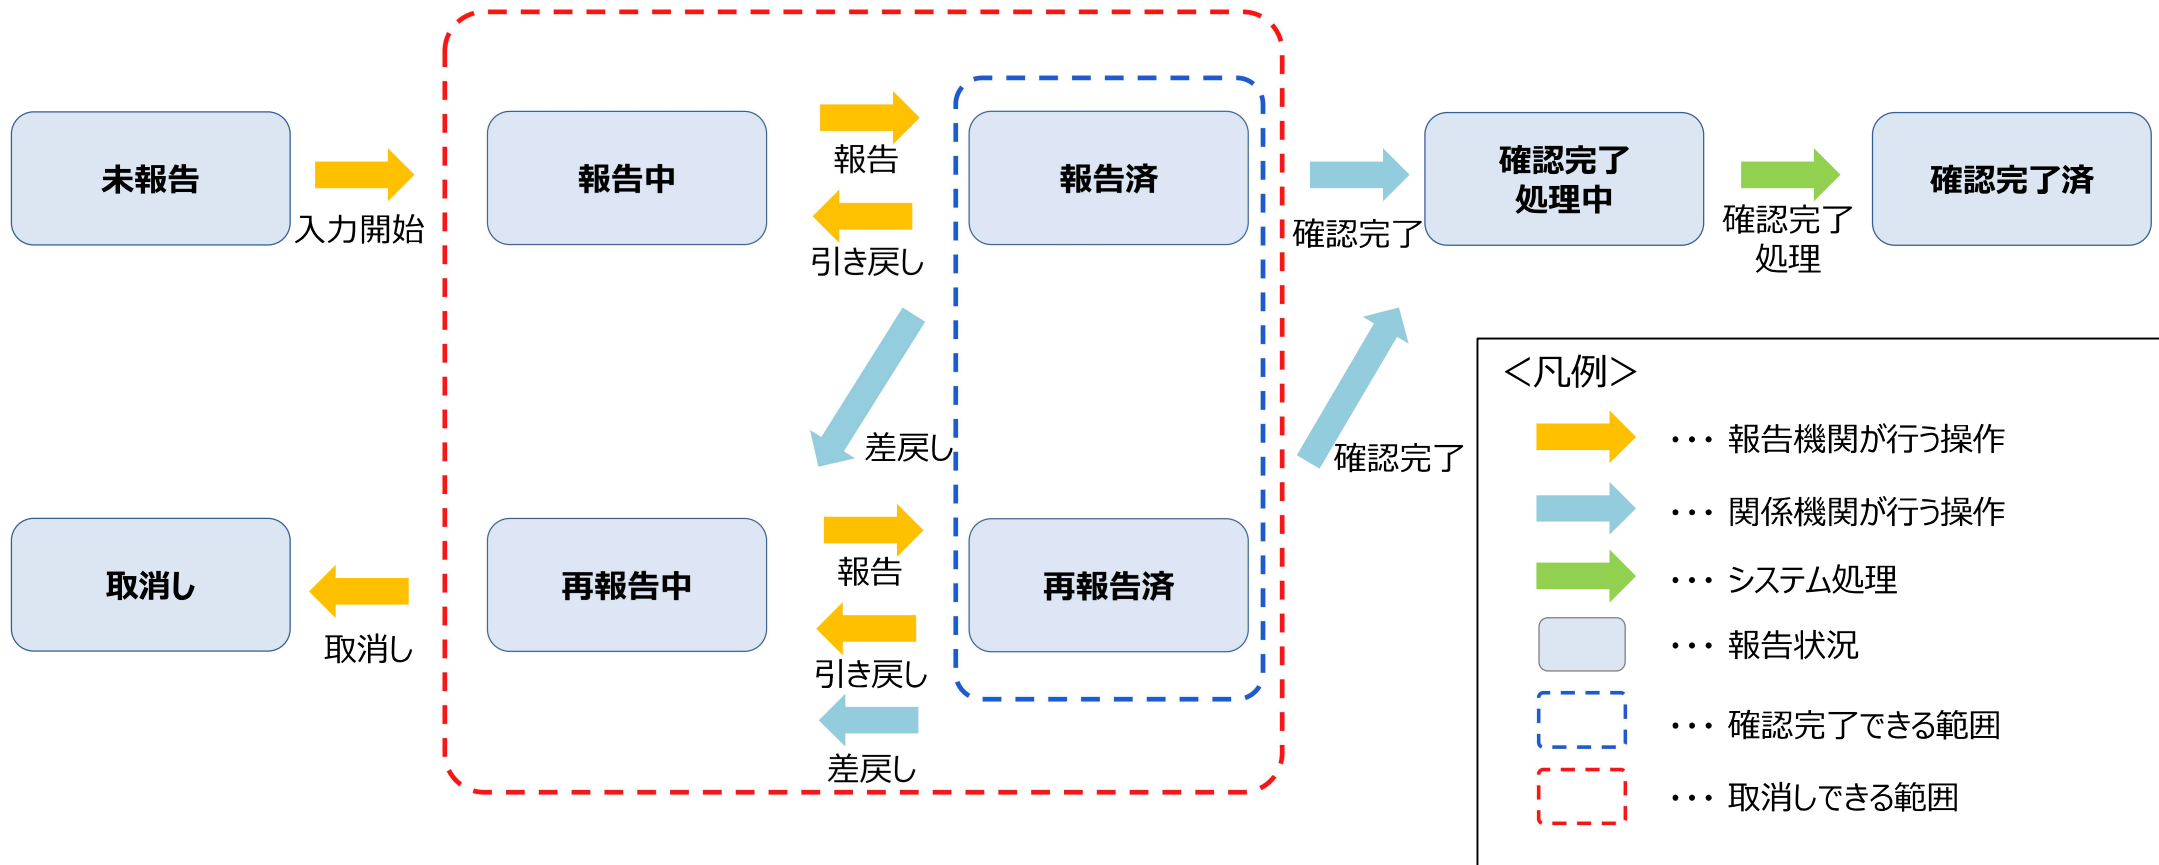 未報告
入力開始
報告中
報告
引き戻し
報告済
確認完了
確認完了
処理中
確認完了
処理
確認完了済
差戻し
確認完了
取消し
取消し
再報告中
報告
引き戻し
差戻し
再報告済
＜凡例＞
・・・ 報告機関が行う操作
・・・ 関係機関が行う操作
・・・ システム処理
・・・ 報告状況
・・・ 確認完了できる範囲
・・・ 取消しできる範囲